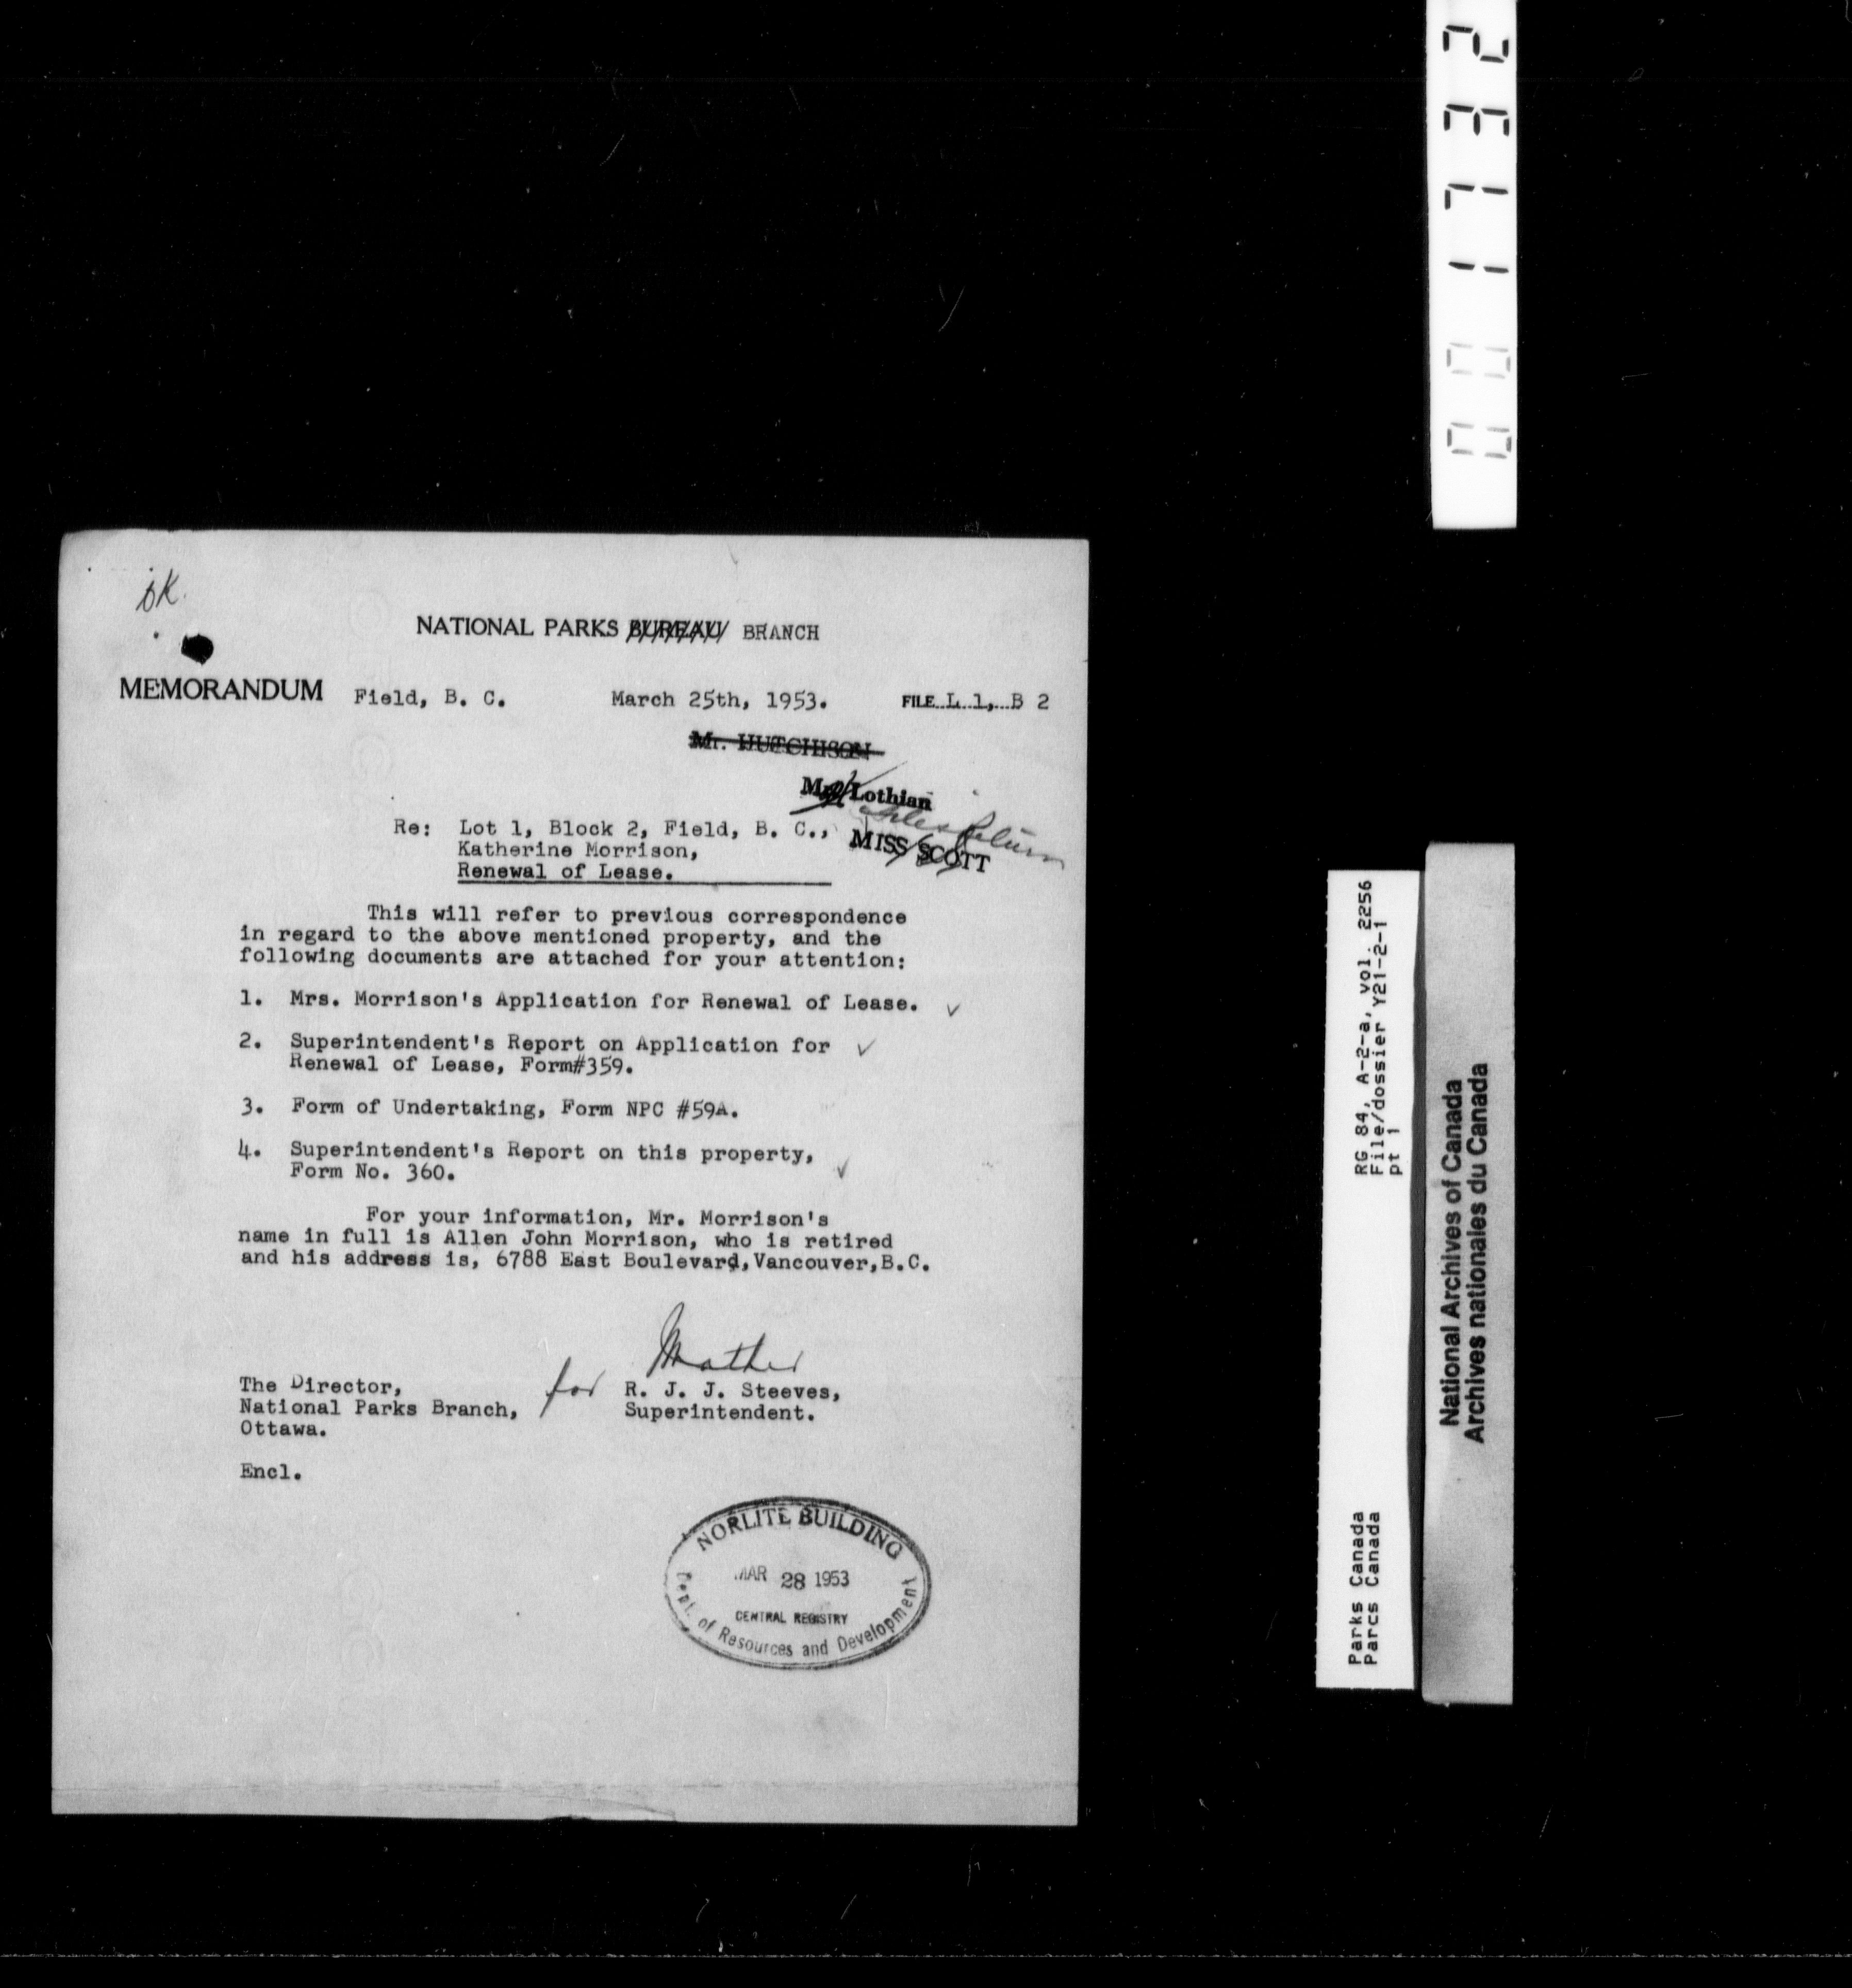 OK.
NATIONAL PARKS BUREAU BRANCH
MEMORANDUM Field, B. C. March 25th, 1953. FILE L 1, B 2
Mr. HUTCHISON
Mr. Lothian
MISS SCOTT
Re: Lot 1, Block 2, Field, B. C.,
Katherine Morrison,
Renewal of Lease.
This will refer to previous correspondence
in regard to the above mentioned property, and the
following documents are attached for your attention:
1. Mrs. Morrison's Application for Renewal of Lease. ✓
2. Superintendent's Report on Application for ✓
Renewal of Lease, Form#359.
3. Form of Undertaking, Form NPC #59A.
4. Superintendent's Report on this property,
Form No. 360. ✓
For your information, Mr. Morrison's
name in full is Allen John Morrison, who is retired
and his address is, 6788 East Boulevard, Vancouver, B.C.
Mather
The Director, for R. J. J. Steeves,
National Parks Branch, Superintendent.
Ottawa.
Encl.
NORLITE BUILDING
MAR 28 1953
CENTRAL REGISTRY
Dept. of Resources and Development
RG 84, A-2-a, vol. 2256
File/dossier Y21-2-1
pt 1
Parks Canada
Parcs Canada
National Archives of Canada
Archives nationales du Canada